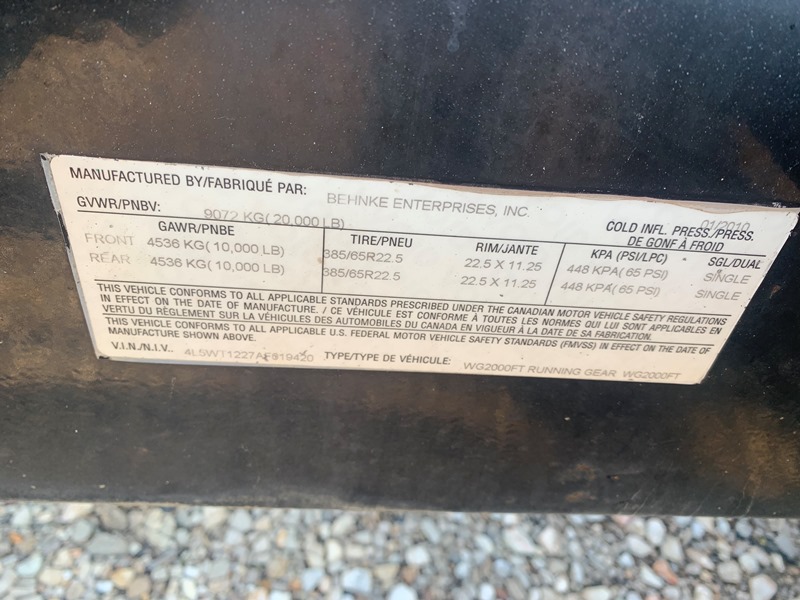 MANUFACTURED BY/FABRIQUÉ PAR: BEHNKE ENTERPRISES, INC.
GVWR/PNBV: 9072 KG( 20,000 LB) 01/2010
GAWR/PNBE TIRE/PNEU RIM/JANTE COLD INFL. PRESS./PRESS. DE GONF À FROID
KPA (PSI/LPC) SGL/DUAL
FRONT 4536 KG( 10,000 LB) 385/65R22.5 22.5 X 11.25 448 KPA( 65 PSI) SINGLE
REAR 4536 KG( 10,000 LB) 385/65R22.5 22.5 X 11.25 448 KPA( 65 PSI) SINGLE
THIS VEHICLE CONFORMS TO ALL APPLICABLE STANDARDS PRESCRIBED UNDER THE CANADIAN MOTOR VEHICLE SAFETY REGULATIONS
IN EFFECT ON THE DATE OF MANUFACTURE. / CE VÉHICULE EST CONFORME À TOUTES LES NORMES QUI LUI SONT APPLICABLES EN
VERTU DU RÈGLEMENT SUR LA VÉHICULES DES AUTOMOBILES DU CANADA EN VIGUEUR À LA DATE DE SA FABRICATION.
THIS VEHICLE CONFORMS TO ALL APPLICABLE U.S. FEDERAL MOTOR VEHICLE SAFETY STANDARDS (FMVSS) IN EFFECT ON THE DATE OF
MANUFACTURE SHOWN ABOVE.
V.I.N./N.I.V.. TYPE/TYPE DE VÉHICULE: WG2000FT RUNNING GEAR WG2000FT